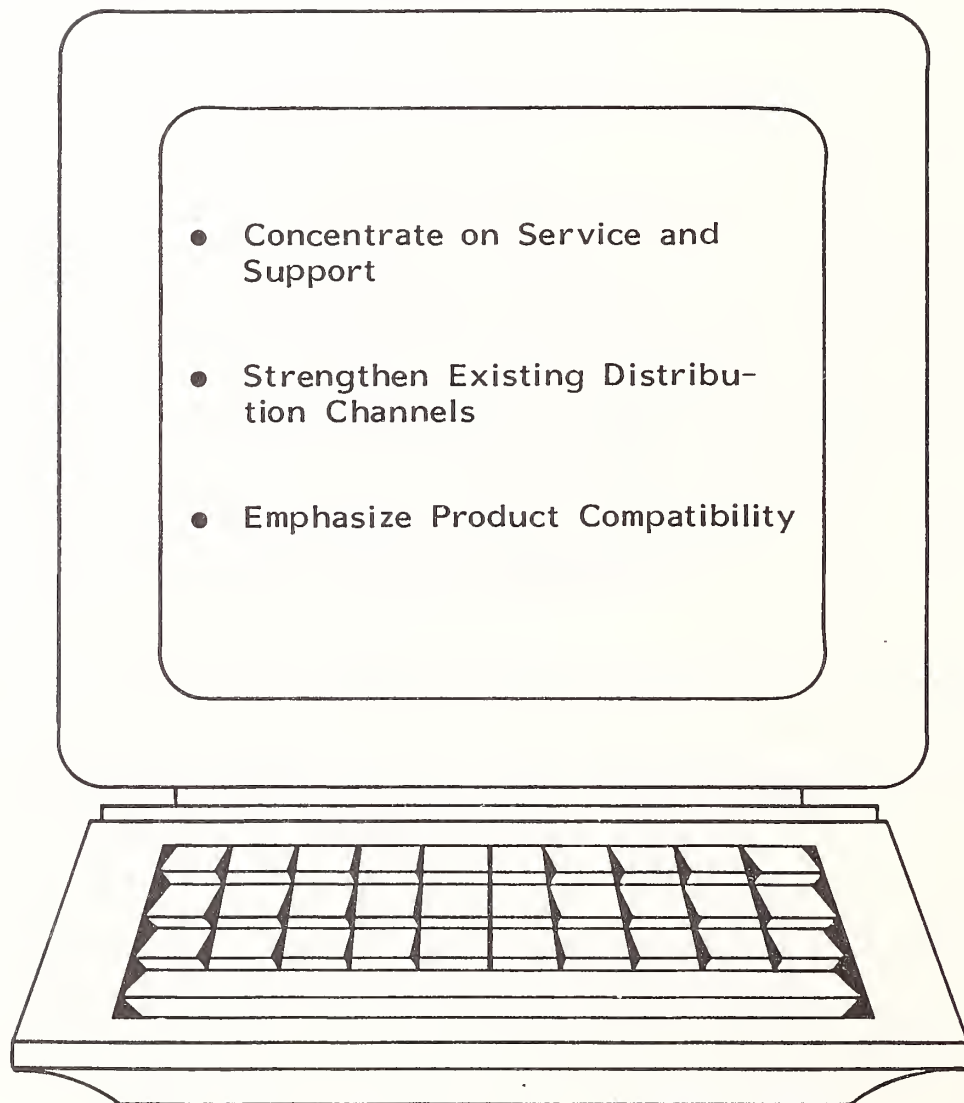 ● Concentrate on Service and
Support
● Strengthen Existing Distribu-
tion Channels
● Emphasize Product Compatibility